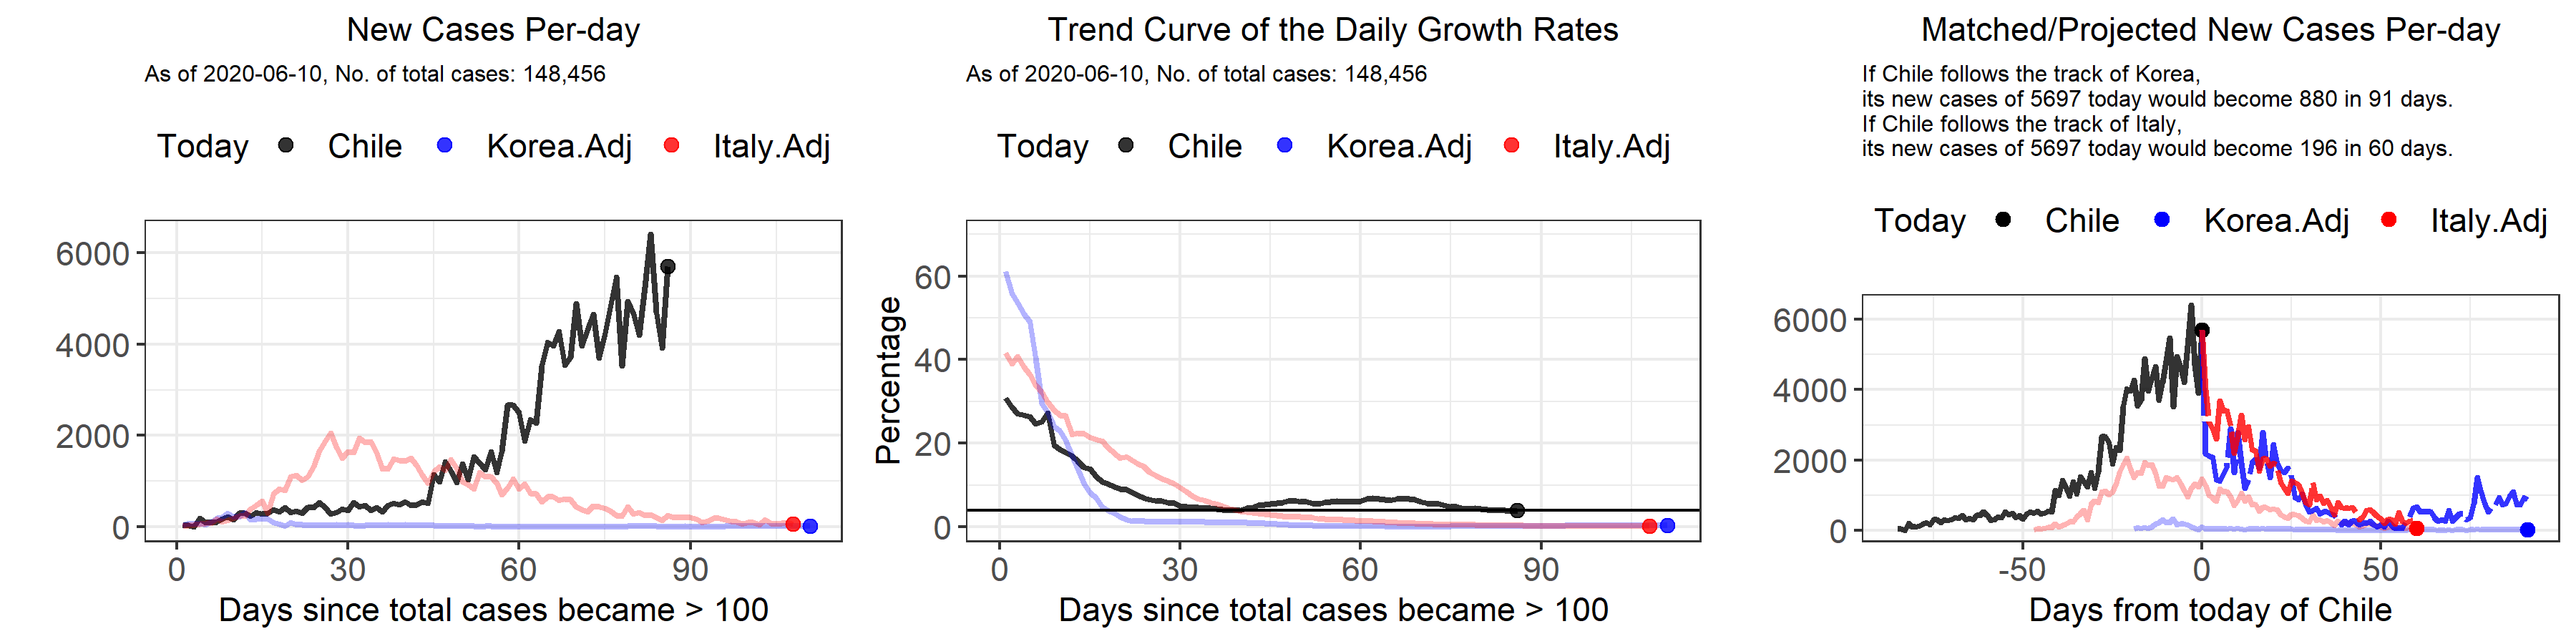 New Cases Per-day
As of 2020-06-10, No. of total cases: 148,456
Today Chile Korea.Adj Italy.Adj
6000
4000
2000
0
0 30 60 90
Days since total cases became > 100
Trend Curve of the Daily Growth Rates
As of 2020-06-10, No. of total cases: 148,456
Today Chile Korea.Adj Italy.Adj
Percentage
60
40
20
0
0 30 60 90
Days since total cases became > 100
Matched/Projected New Cases Per-day
If Chile follows the track of Korea,
its new cases of 5697 today would become 880 in 91 days.
If Chile follows the track of Italy,
its new cases of 5697 today would become 196 in 60 days.
Today Chile Korea.Adj Italy.Adj
6000
4000
2000
0
-50 0 50
Days from today of Chile